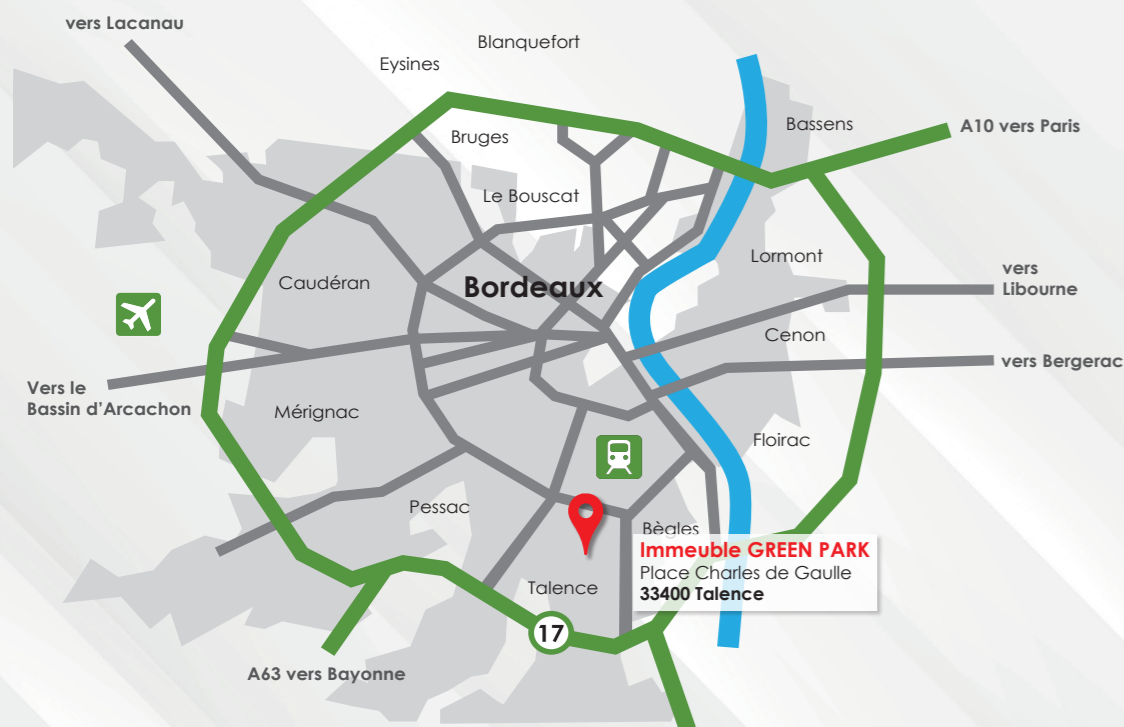 vers Lacanau
Blanquefort
Eysines
Bassens
A10 vers Paris
Bruges
Le Bouscat
Lormont
vers
Libourne
Caudéran
Bordeaux
Cenon
vers Bergerac
Vers le
Bassin d'Arcachon
Mérignac
Floirac
Pessac
Bègles
Immeuble GREEN PARK
Place Charles de Gaulle
33400 Talence
Talence
17
A63 vers Bayonne